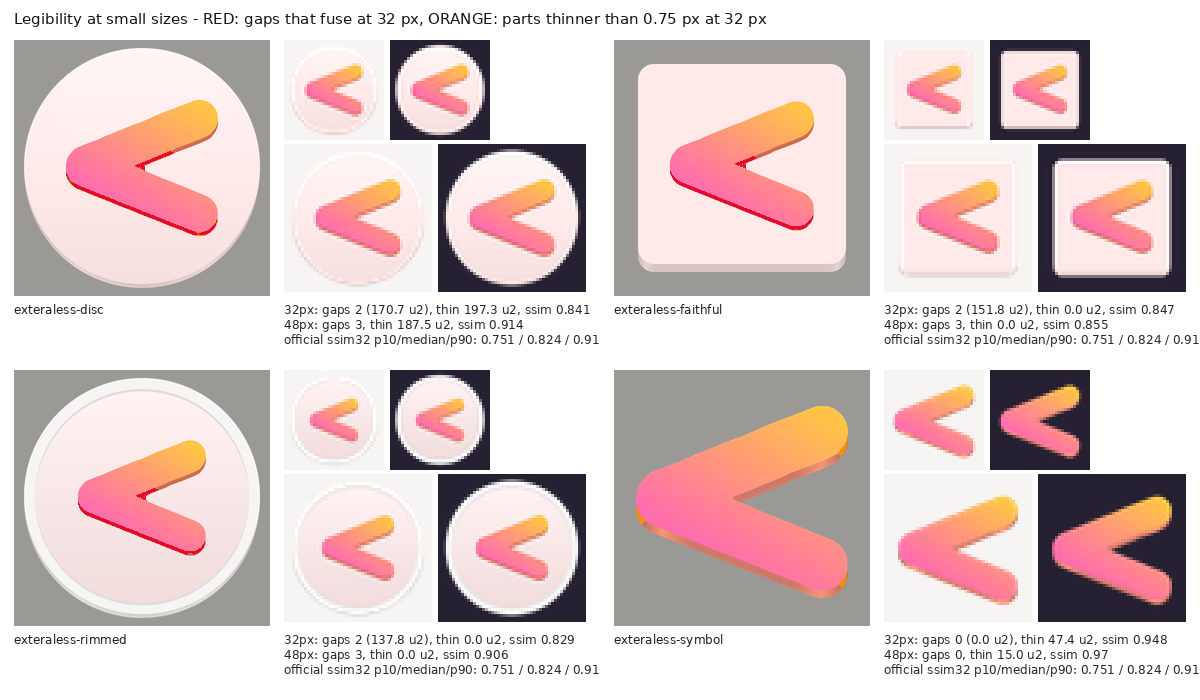 Legibility at small sizes - RED: gaps that fuse at 32 px, ORANGE: parts thinner than 0.75 px at 32 px
exteraless-disc
32px: gaps 2 (170.7 u2), thin 197.3 u2, ssim 0.841
48px: gaps 3, thin 187.5 u2, ssim 0.914
official ssim32 p10/median/p90: 0.751 / 0.824 / 0.91
exteraless-faithful
32px: gaps 2 (151.8 u2), thin 0.0 u2, ssim 0.847
48px: gaps 3, thin 0.0 u2, ssim 0.855
official ssim32 p10/median/p90: 0.751 / 0.824 / 0.91
exteraless-rimmed
32px: gaps 2 (137.8 u2), thin 0.0 u2, ssim 0.829
48px: gaps 3, thin 0.0 u2, ssim 0.906
official ssim32 p10/median/p90: 0.751 / 0.824 / 0.91
exteraless-symbol
32px: gaps 0 (0.0 u2), thin 47.4 u2, ssim 0.948
48px: gaps 0, thin 15.0 u2, ssim 0.97
official ssim32 p10/median/p90: 0.751 / 0.824 / 0.91